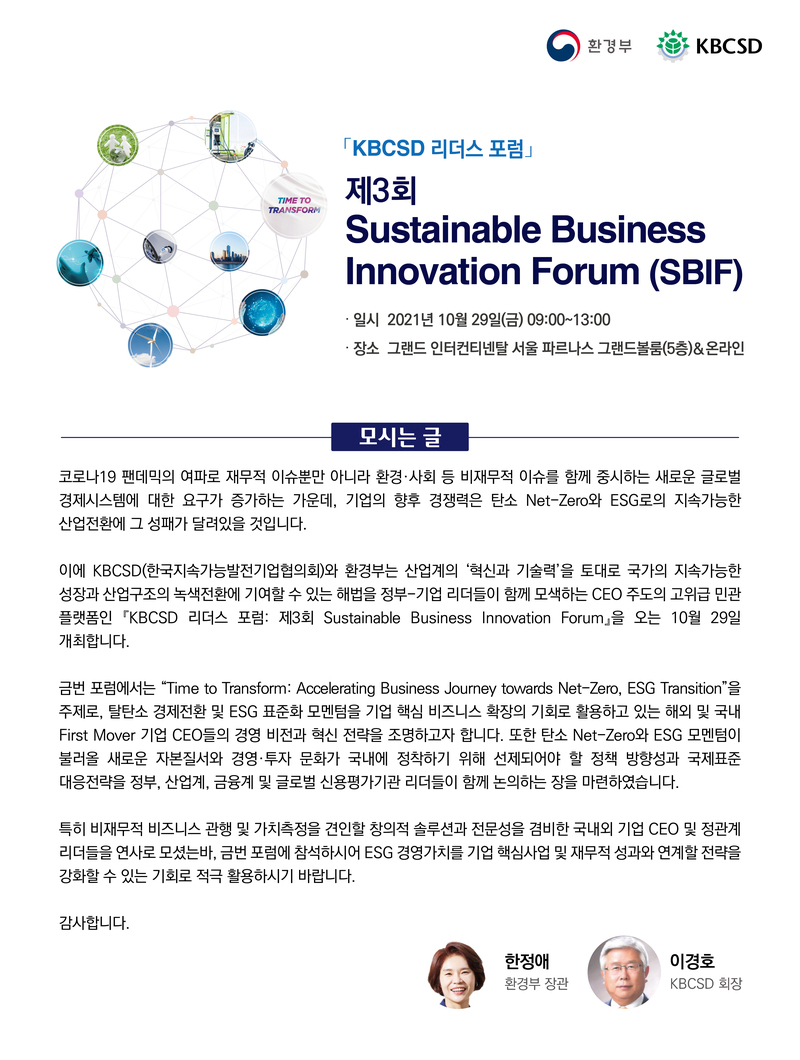 환경부
KBCSD
「KBCSD 리더스 포럼」
TIME TO
TRANSFORM
제3회
Sustainable Business
Innovation Forum (SBIF)
· 일시 2021년 10월 29일(금) 09:00~13:00
· 장소 그랜드 인터컨티넨탈 서울 파르나스 그랜드볼룸(5층)&온라인
모시는 글
코로나19 팬데믹의 여파로 재무적 이슈뿐만 아니라 환경·사회 등 비재무적 이슈를 함께 중시하는 새로운 글로벌
경제시스템에 대한 요구가 증가하는 가운데, 기업의 향후 경쟁력은 탄소 Net-Zero와 ESG로의 지속가능한
산업전환에 그 성패가 달려있을 것입니다.
이에 KBCSD(한국지속가능발전기업협의회)와 환경부는 산업계의 ‘혁신과 기술력’을 토대로 국가의 지속가능한
성장과 산업구조의 녹색전환에 기여할 수 있는 해법을 정부-기업 리더들이 함께 모색하는 CEO 주도의 고위급 민관
플랫폼인 『KBCSD 리더스 포럼: 제3회 Sustainable Business Innovation Forum』을 오는 10월 29일
개최합니다.
금번 포럼에서는 “Time to Transform: Accelerating Business Journey towards Net-Zero, ESG Transition”을
주제로, 탈탄소 경제전환 및 ESG 표준화 모멘텀을 기업 핵심 비즈니스 확장의 기회로 활용하고 있는 해외 및 국내
First Mover 기업 CEO들의 경영 비전과 혁신 전략을 조명하고자 합니다. 또한 탄소 Net-Zero와 ESG 모멘텀이
불러올 새로운 자본질서와 경영·투자 문화가 국내에 정착하기 위해 선제되어야 할 정책 방향성과 국제표준
대응전략을 정부, 산업계, 금융계 및 글로벌 신용평가기관 리더들이 함께 논의하는 장을 마련하였습니다.
특히 비재무적 비즈니스 관행 및 가치측정을 견인할 창의적 솔루션과 전문성을 겸비한 국내외 기업 CEO 및 정관계
리더들을 연사로 모셨는바, 금번 포럼에 참석하시어 ESG 경영가치를 기업 핵심사업 및 재무적 성과와 연계할 전략을
강화할 수 있는 기회로 적극 활용하시기 바랍니다.
감사합니다.
한정애
환경부 장관
이경호
KBCSD 회장